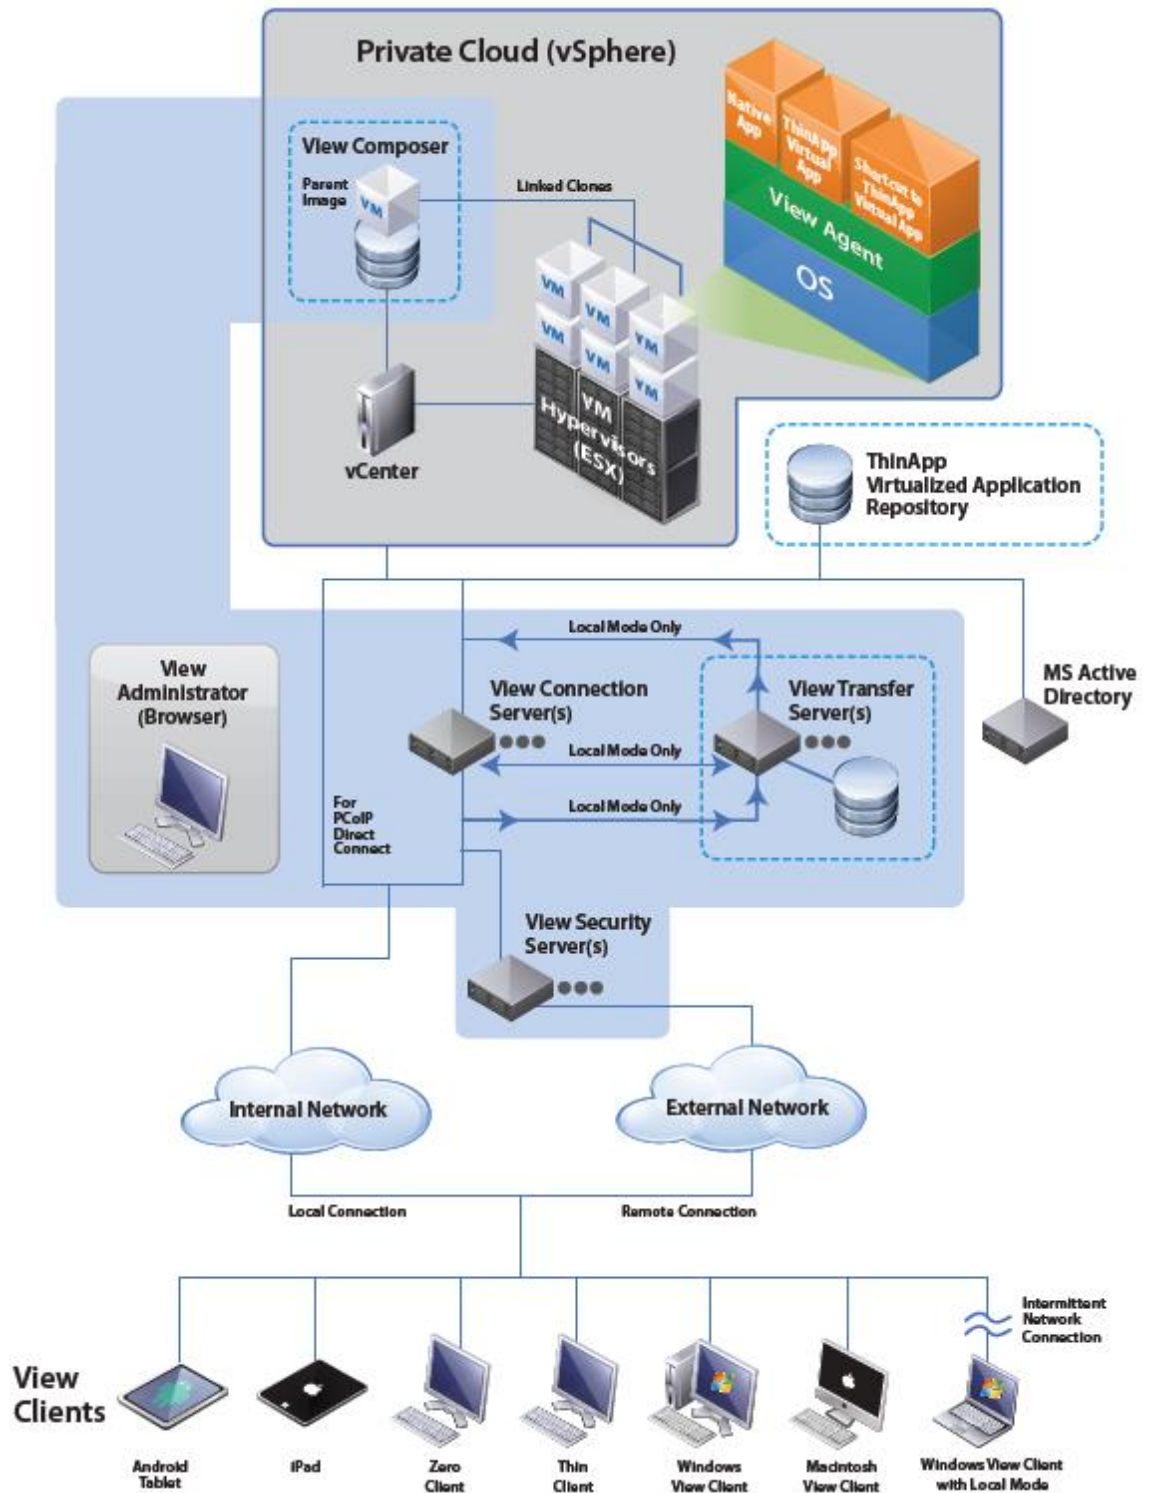 Private Cloud (vSphere)
View Composer
Parent
Image
VM
Linked Clones
Native
App
ThinApp
Virtual
App
Shortcut to
ThinApp
Virtual App
View Agent
OS
VM
VM
VM
VM
VM
VM
VM
Hypervisors
(ESX)
vCenter
ThinApp
Virtualized Application
Repository
Local Mode Only
View
Administrator
(Browser)
View Connection
Server(s)
View Transfer
Server(s)
MS Active
Directory
Local Mode Only
For
PCoIP
Direct
Connect
Local Mode Only
View Security
Server(s)
Internal Network
External Network
Local Connection
Remote Connection
Intermittent
Network
Connection
View
Clients
Android
Tablet
iPad
Zero
Client
Thin
Client
Windows
View Client
Macintosh
View Client
Windows View Client
with Local Mode